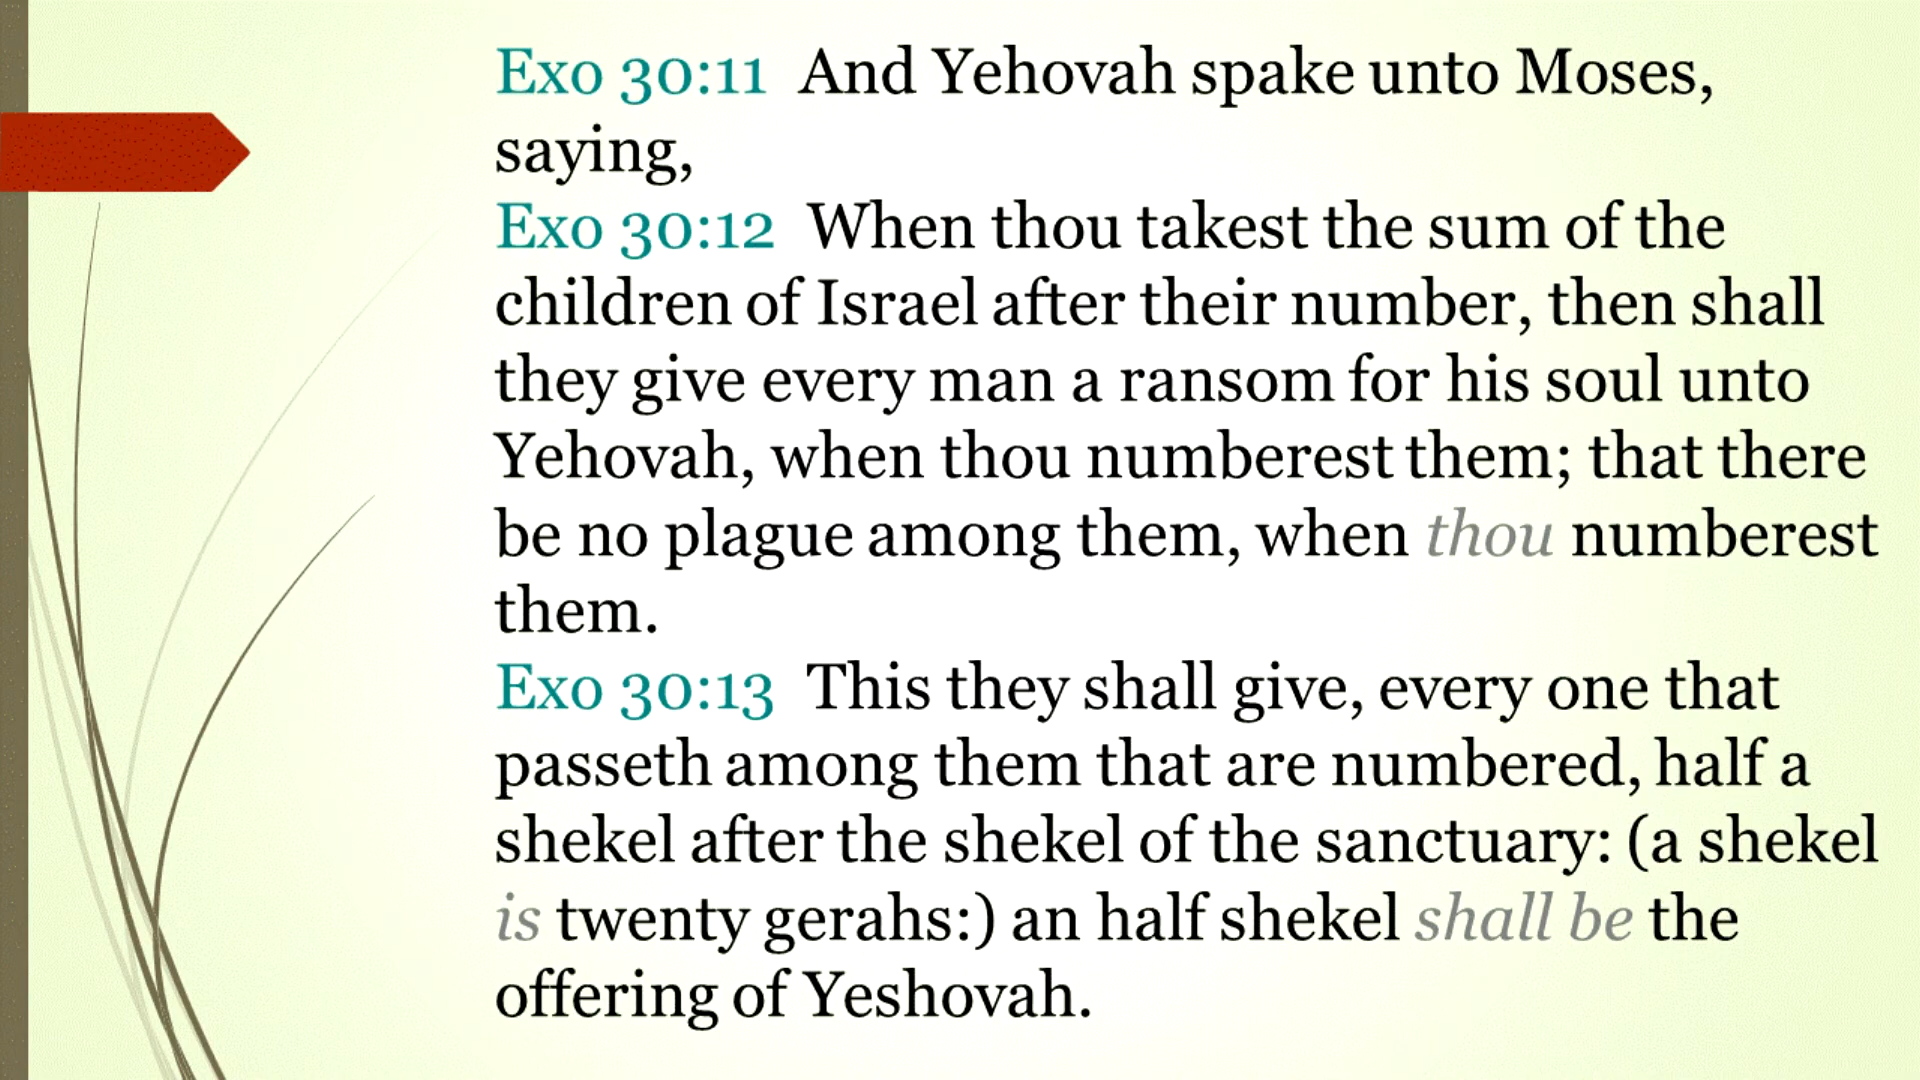 Exo 30:11 And Yehovah spake unto Moses,
saying,
Exo 30:12 When thou takest the sum of the
children of Israel after their number, then shall
they give every man a ransom for his soul unto
Yehovah, when thou numberest them; that there
be no plague among them, when thou numberest
them.
Exo 30:13 This they shall give, every one that
passeth among them that are numbered, half a
shekel after the shekel of the sanctuary: (a shekel
is twenty gerahs:) an half shekel shall be the
offering of Yeshovah.